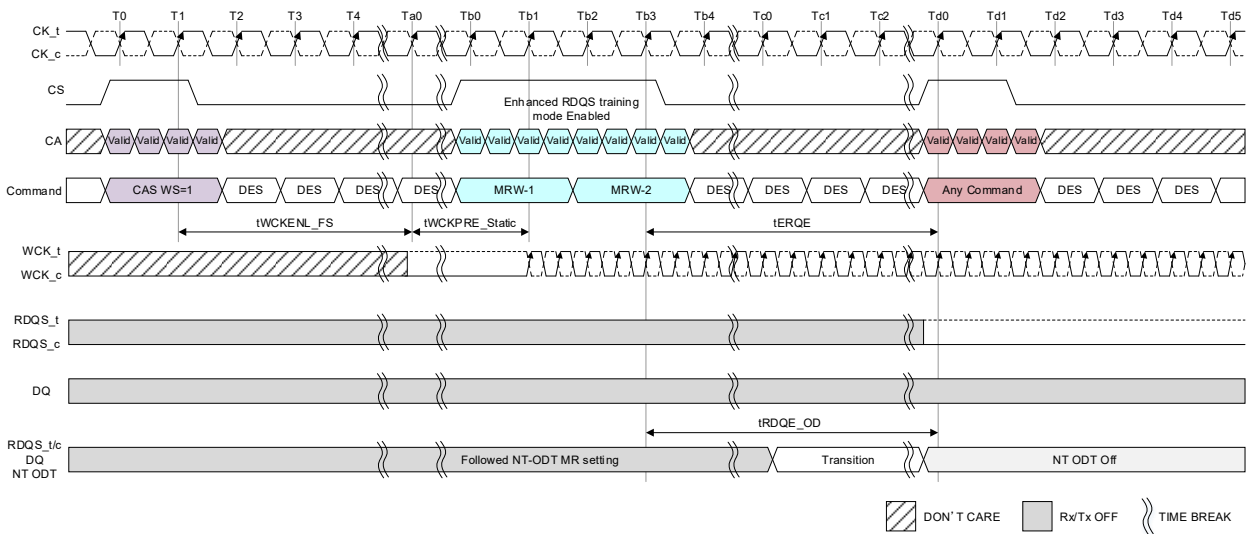 T0 T1 T2 T3 T4 Ta0 Tb0 Tb1 Tb2 Tb3 Tb4 Tc0 Tc1 Tc2 Td0 Td1 Td2 Td3 Td4 Td5
CK_t
CK_c
CS
Enhanced RDQS training
mode Enabled
CA Valid Valid Valid Valid Valid Valid Valid Valid Valid Valid Valid Valid Valid Valid Valid Valid
Command CAS WS=1 DES DES DES DES MRW-1 MRW-2 DES DES DES DES Any Command DES DES DES
tWCKENL_FS tWCKPRE_Static tERQE
WCK_t
WCK_c
RDQS_t
RDQS_c
DQ
tRDQE_OD
RDQS_t/c
DQ
NT ODT
Followed NT-ODT MR setting Transition NT ODT Off
DON'T CARE Rx/Tx OFF TIME BREAK